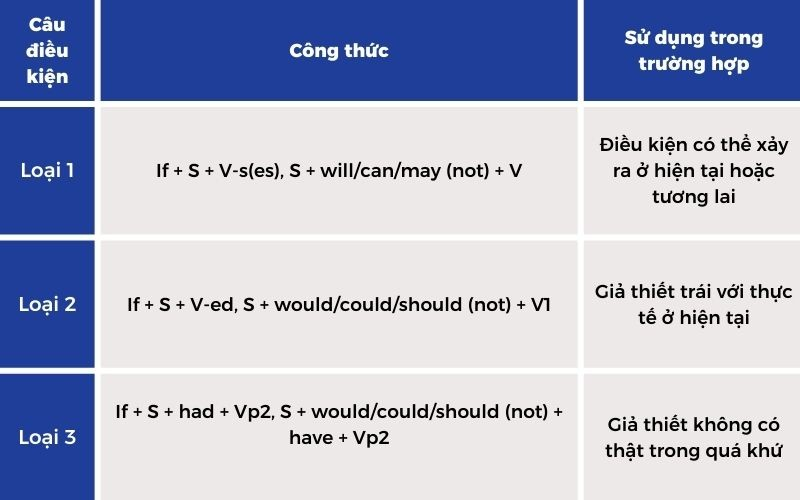 Câu
điều
kiện
Công thức
Sử dụng trong
trường hợp
Loại 1
If + S + V-s(es), S + will/can/may (not) + V
Điều kiện có thể xảy
ra ở hiện tại hoặc
tương lai
Loại 2
If + S + V-ed, S + would/could/should (not) + V1
Giả thiết trái với thực
tế ở hiện tại
Loại 3
If + S + had + Vp2, S + would/could/should (not) +
have + Vp2
Giả thiết không có
thật trong quá khứ